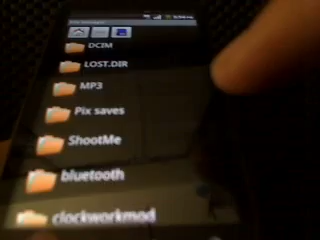 DCIM
LOST.DIR
MP3
Pix saves
ShootMe
bluetooth
clockworkmod